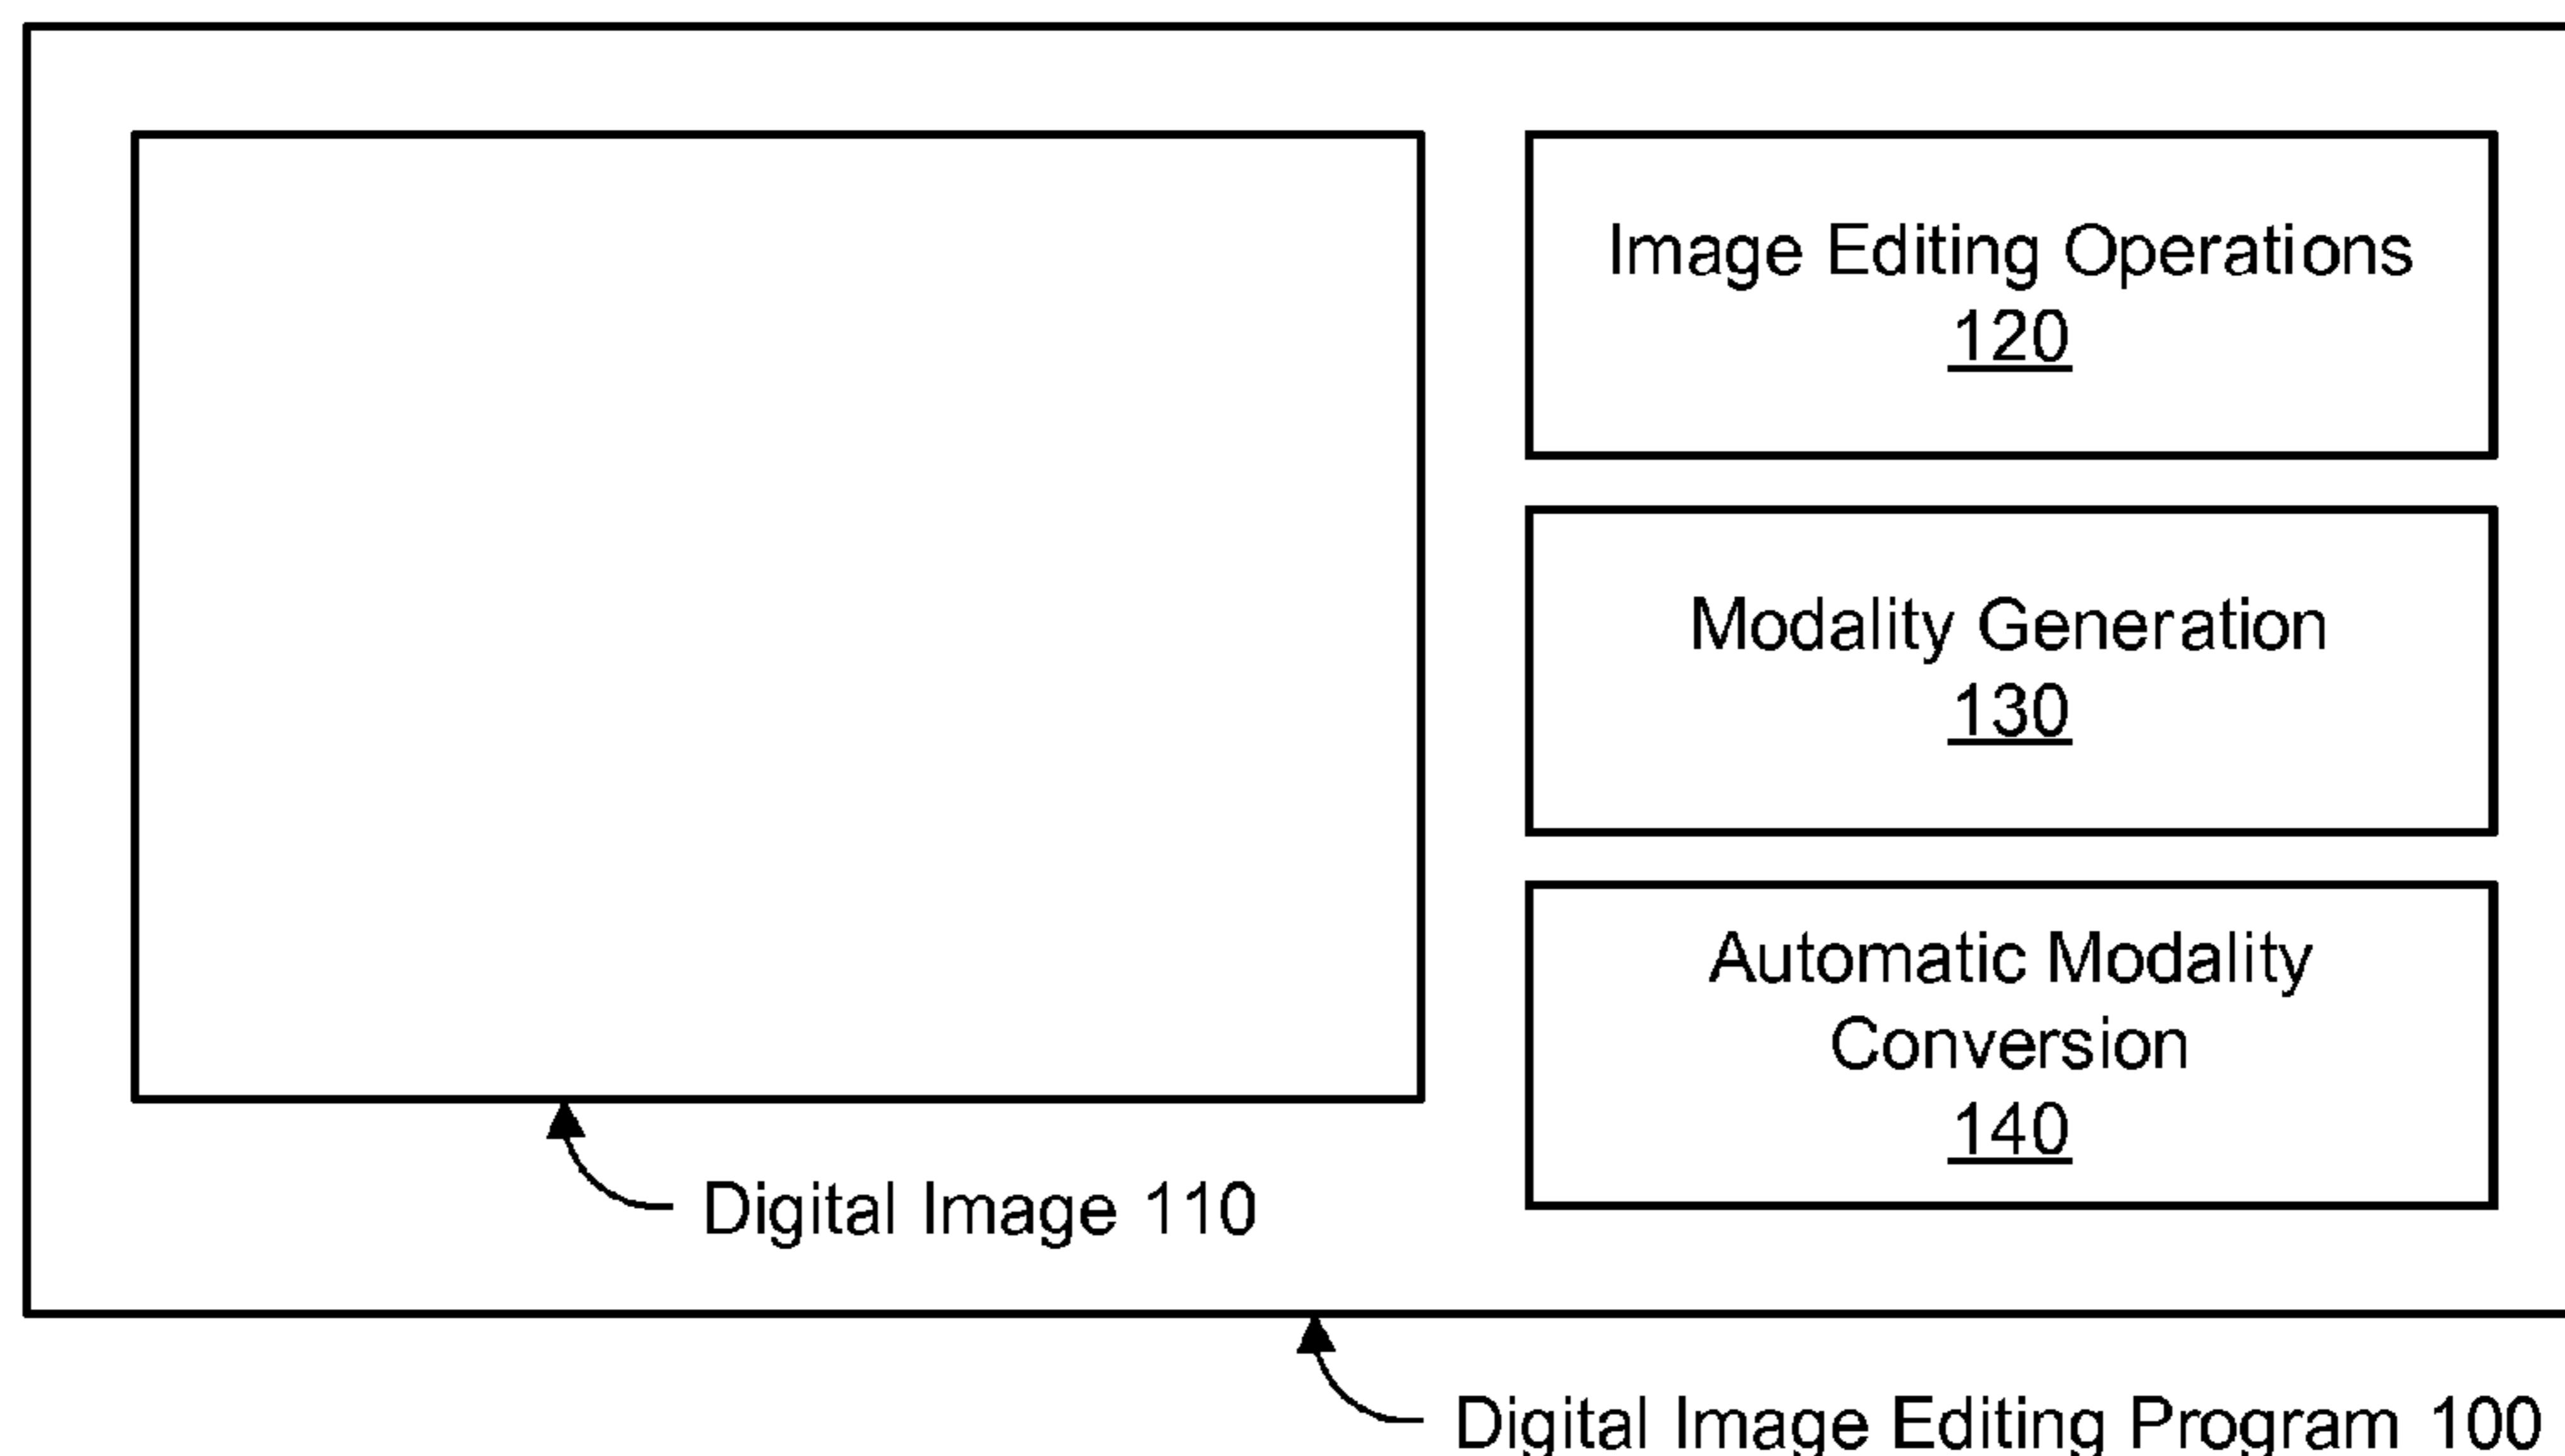 Image Editing Operations
120
Modality Generation
130
Automatic Modality
Conversion
140
Digital Image 110
Digital Image Editing Program 100